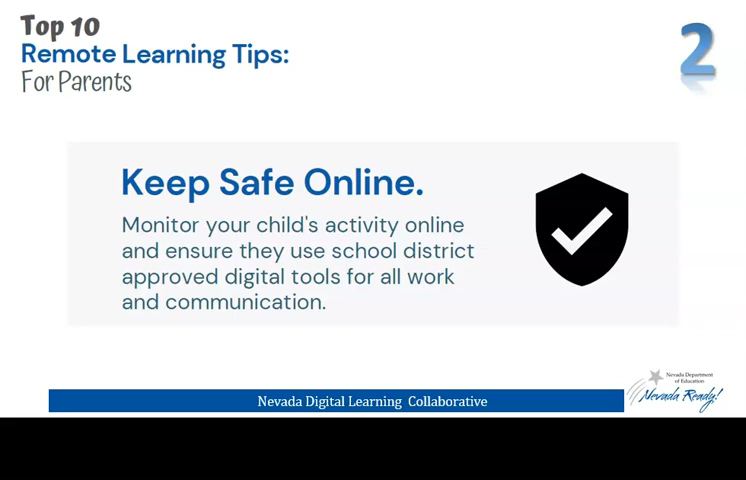 Top 10
Remote Learning Tips:
For Parents
2
Keep Safe Online.
Monitor your child's activity online
and ensure they use school district
approved digital tools for all work
and communication.
Nevada Digital Learning Collaborative
Nevada Department
of Education
Nevada Ready!